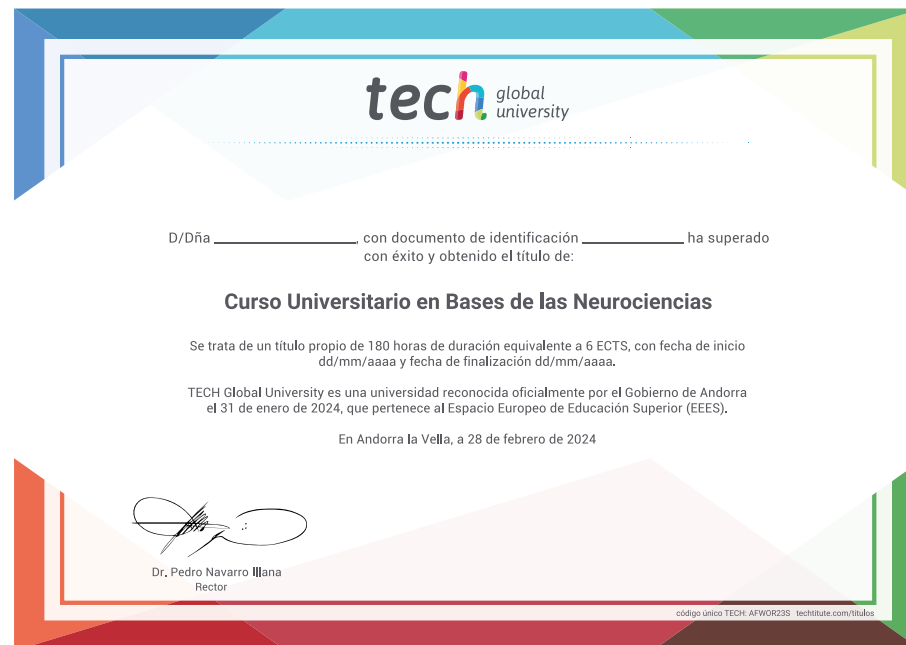 tech global university
D/Dña ___________________, con documento de identificación _____________ ha superado
con éxito y obtenido el título de:
Curso Universitario en Bases de las Neurociencias
Se trata de un título propio de 180 horas de duración equivalente a 6 ECTS, con fecha de inicio
dd/mm/aaaa y fecha de finalización dd/mm/aaaa.
TECH Global University es una universidad reconocida oficialmente por el Gobierno de Andorra
el 31 de enero de 2024, que pertenece al Espacio Europeo de Educación Superior (EEES).
En Andorra la Vella, a 28 de febrero de 2024
Dr. Pedro Navarro Illana
Rector
código único TECH: AFWOR23S techtitute.com/titulos